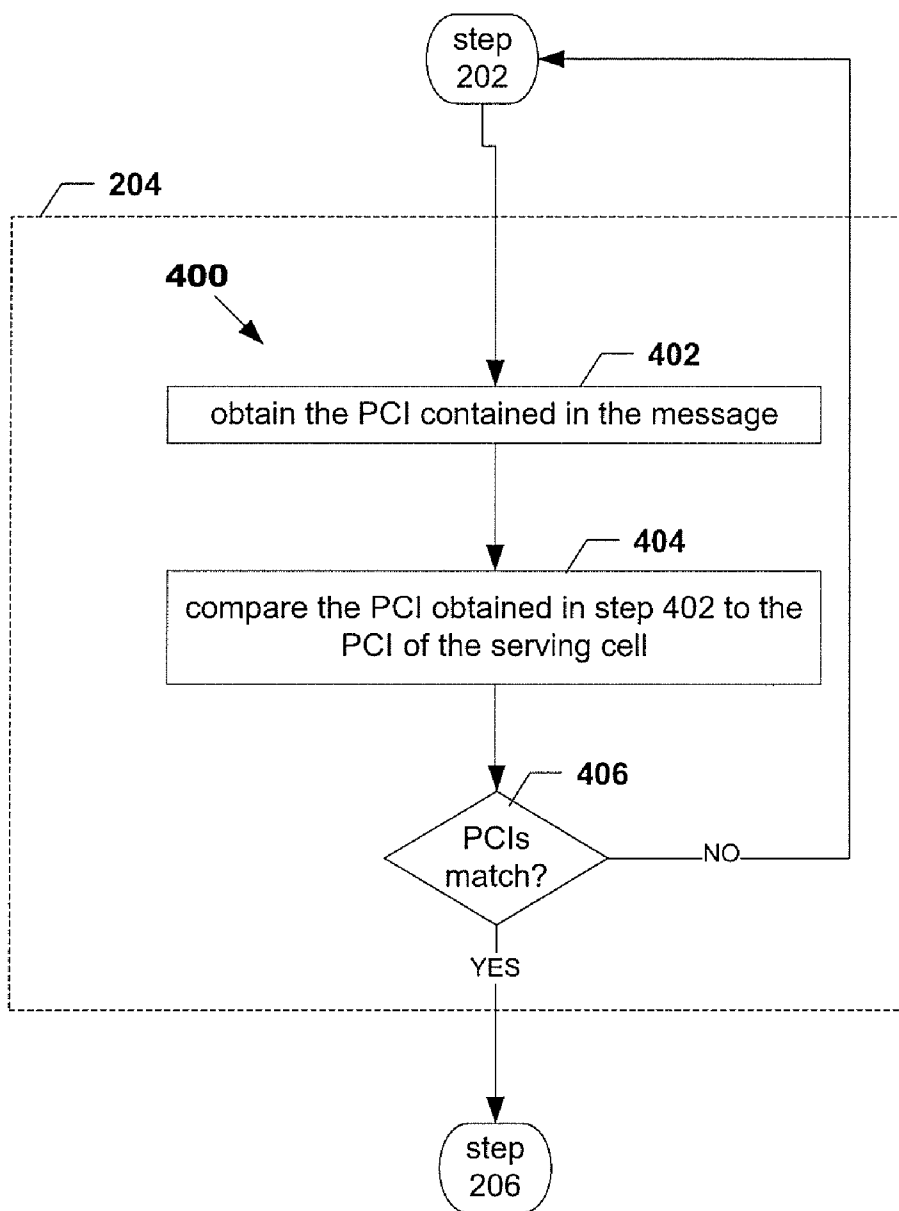 step
202
204
400
402
obtain the PCI contained in the message
404
compare the PCI obtained in step 402 to the
PCI of the serving cell
406
PCIs
match?
NO
YES
step
206